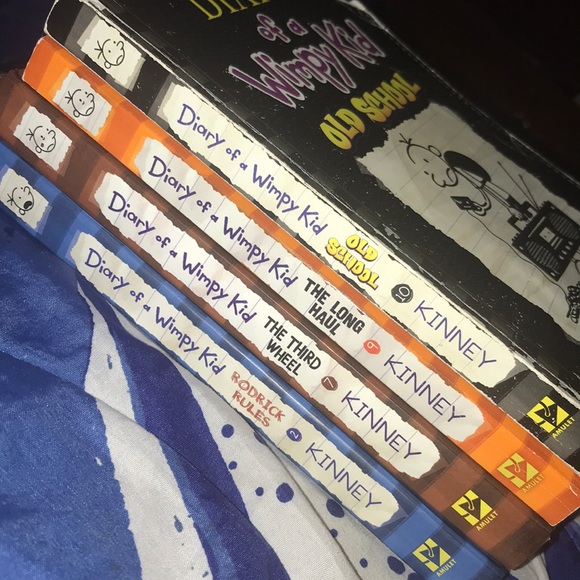 of a
Wimpy Kid
OLD SCHOOL
Diary of a Wimpy Kid OLD SCHOOL 10 KINNEY AMULET
Diary of a Wimpy Kid THE LONG HAUL 9 KINNEY AMULET
Diary of a Wimpy Kid THE THIRD WHEEL 7 KINNEY AMULET
Diary of a Wimpy Kid RODRICK RULES 2 KINNEY AMULET